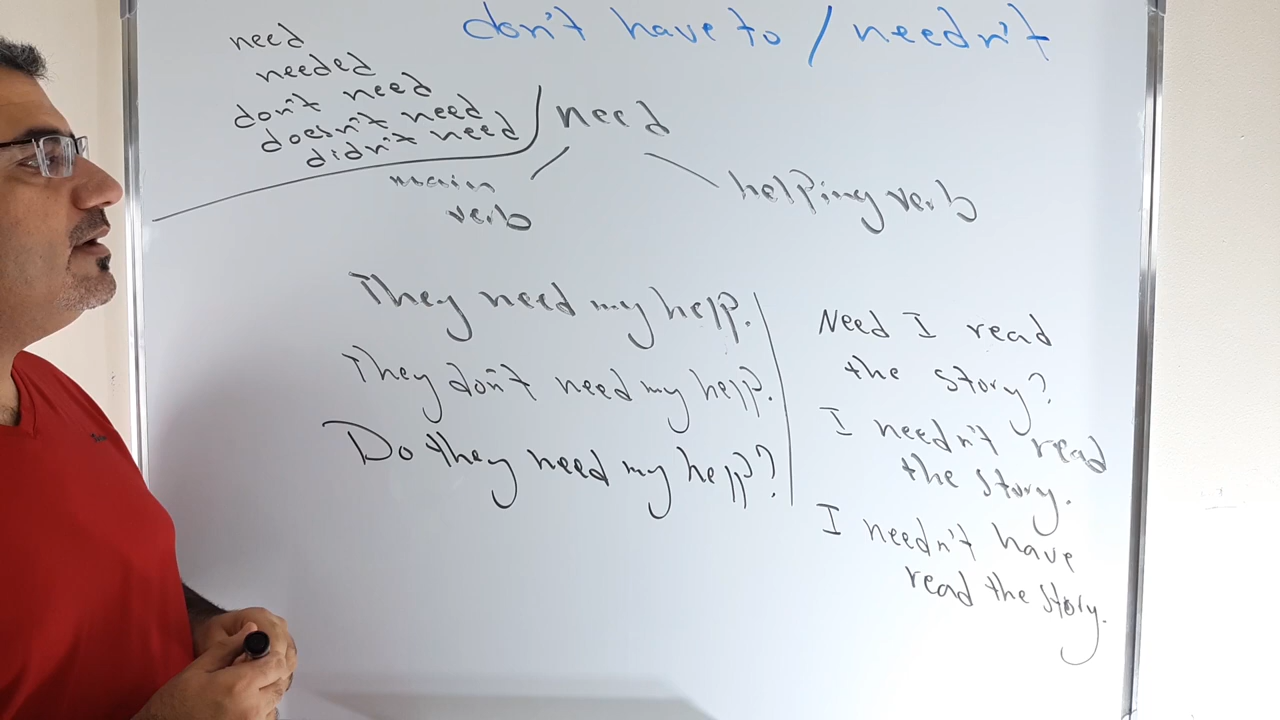 don't have to / needn't
need
needed
don't need
doesn't need
didn't need
need
main
verb
helping verb
They need my help.
They don't need my help.
Do they need my help?
Need I read
the story?
I needn't read
the story.
I needn't have
read the story.